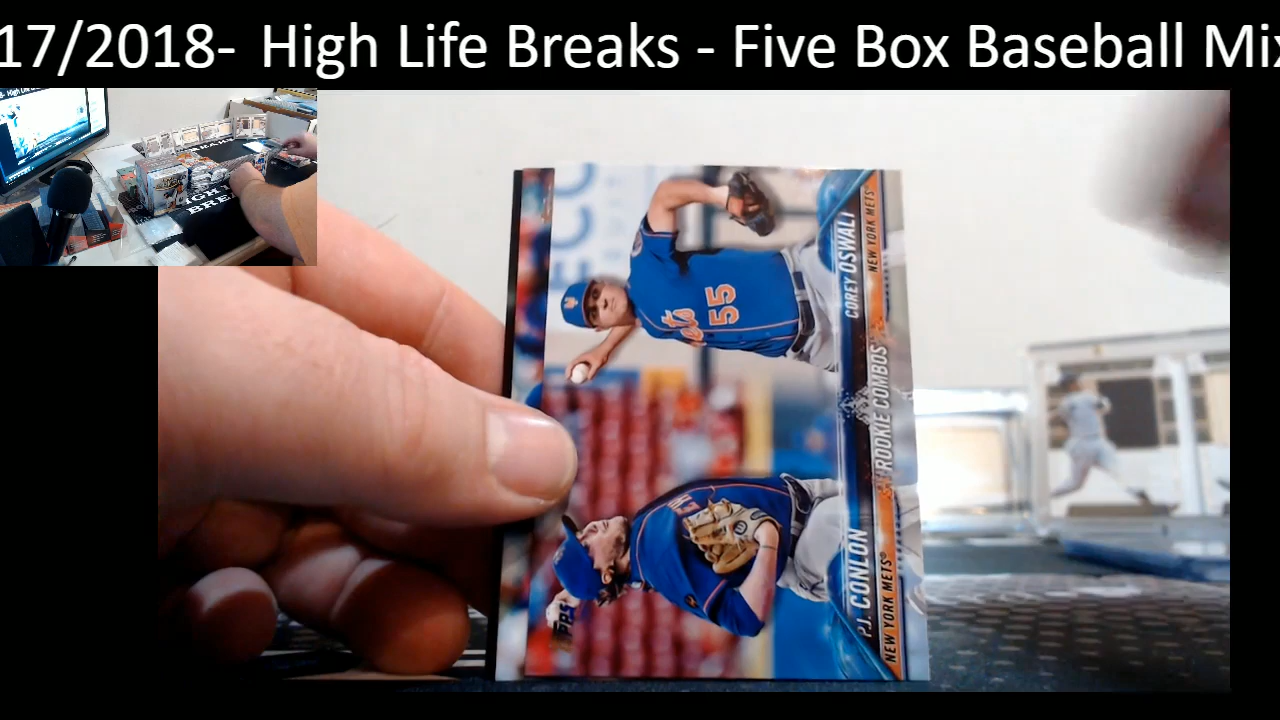 17/2018- High Life Breaks - Five Box Baseball Mix
P.J. CONLON
NEW YORK METS
ROOKIE COMBOS
COREY OSWALT
NEW YORK METS
55